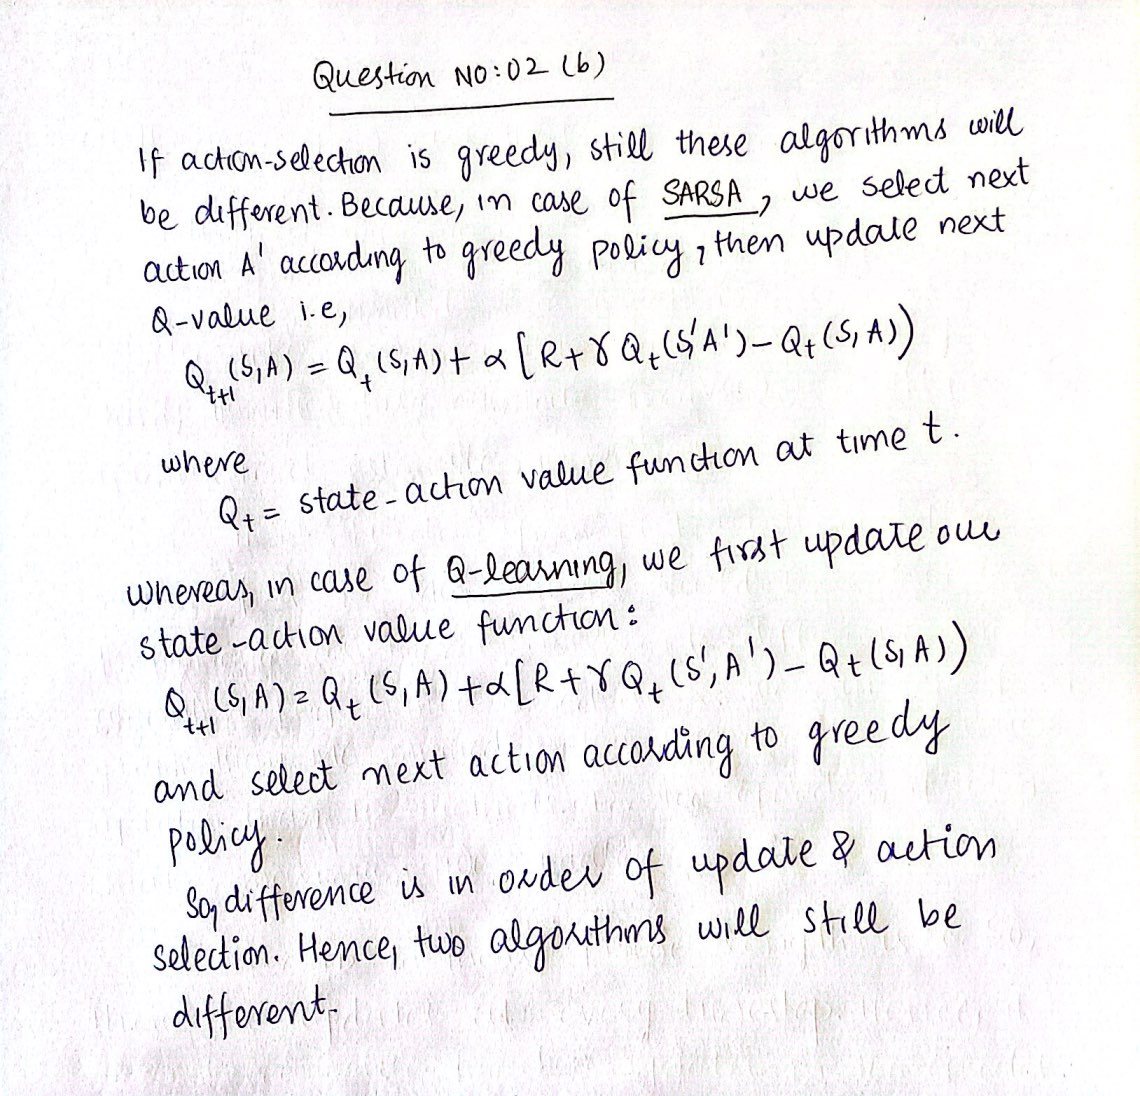 Question NO:02 (b)
If action-selection is greedy, still these algorithms will
be different. Because, in case of SARSA, we select next
action A' according to greedy policy, then update next
Q-value i.e,
Q_{t+1}(S,A) = Q_t(S,A) + α [R+γ Q_t(S',A') - Q_t(S,A))
where
Q_t = state-action value function at time t.
whereas, in case of Q-learning, we first update our
state-action value function:
Q_{t+1}(S,A) = Q_t(S,A) + α[R+γ Q_t(S',A') - Q_t(S,A))
and select next action according to greedy
policy.
So, difference is in order of update & action
selection. Hence, two algorithms will still be
different.